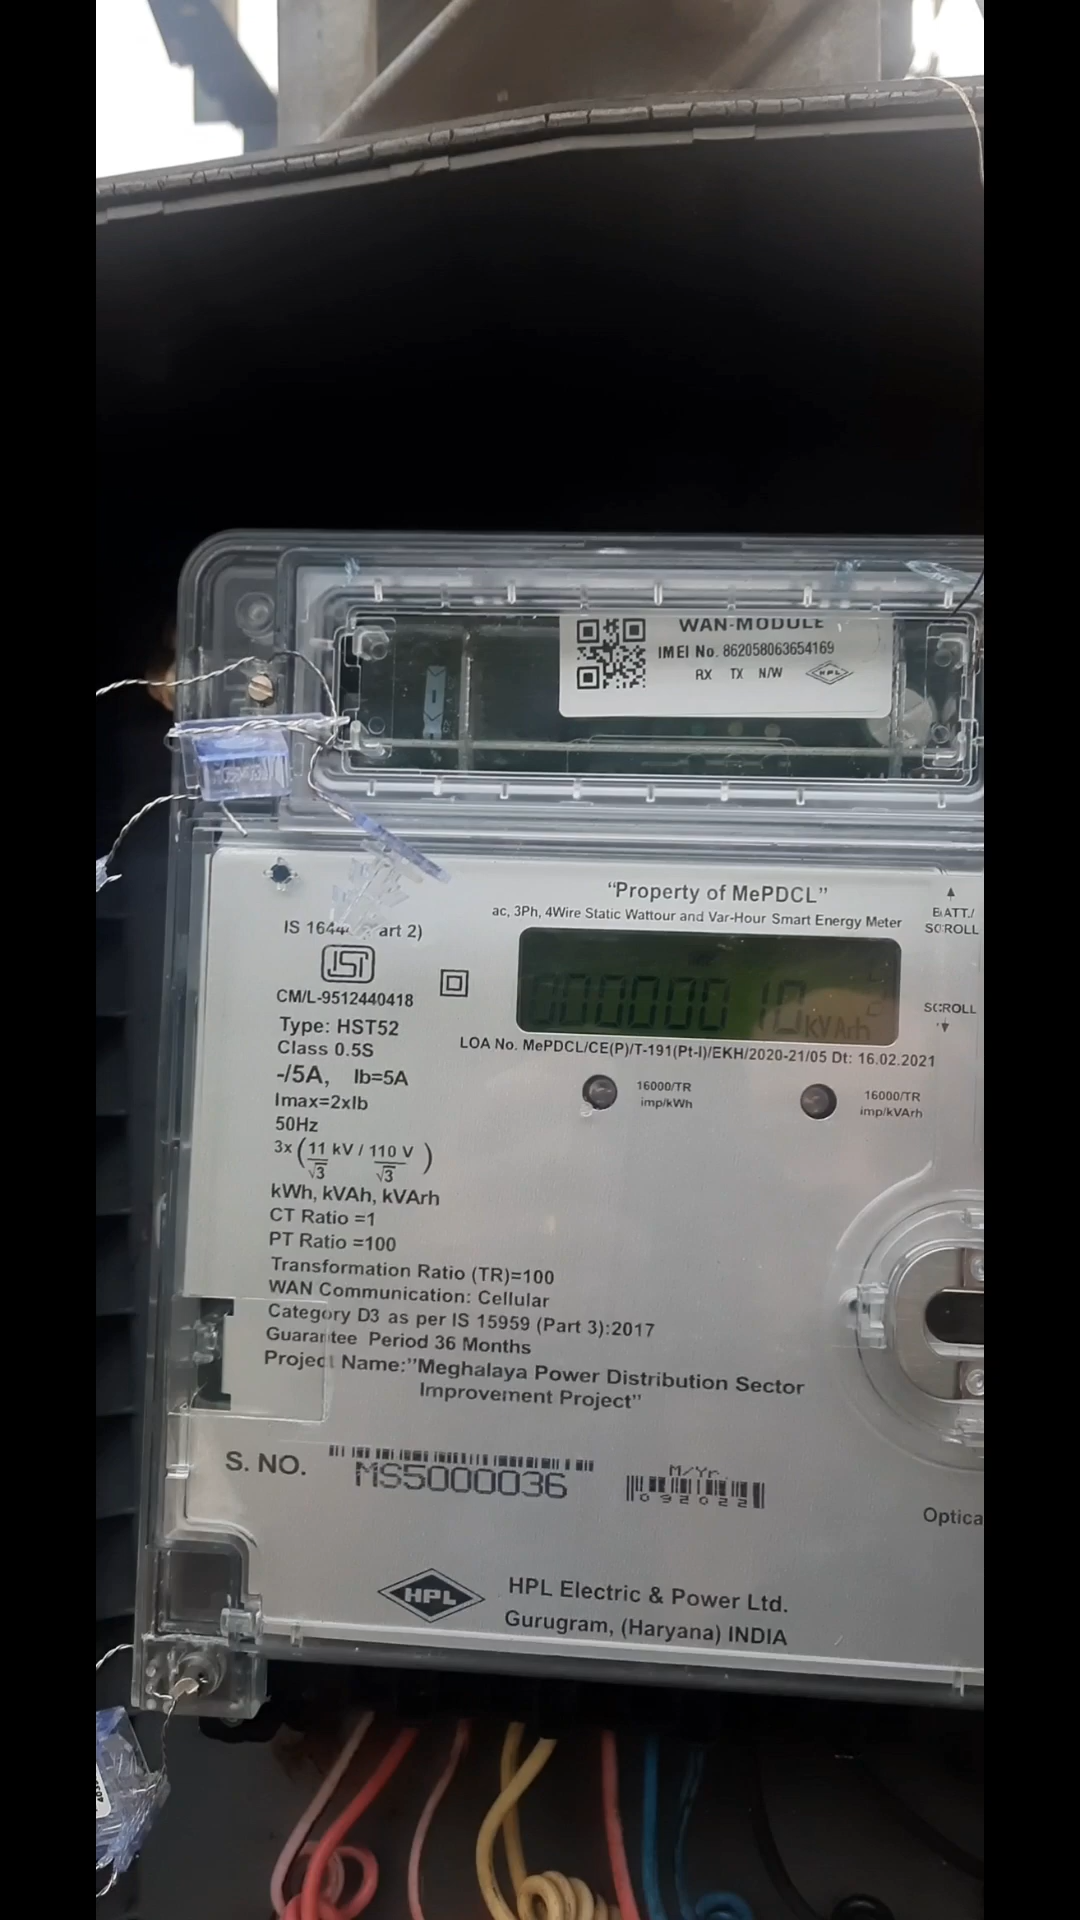 WAN-MODULE
IMEI No. 862058063654169
RX TX N/W
HPL
"Property of MePDCL"
ac, 3Ph, 4Wire Static Wattour and Var-Hour Smart Energy Meter
BATT./
SCROLL
IS art 2)
ISI
CM/L-9512440418
kVArh
SCROLL
LOA No. MePDCL/CE(P)/T-191(Pt-I)/EKH/2020-21/05 Dt: 16.02.2021
Type: HST52
Class 0.5S
-/5A, Ib=5A
Imax=2xIb
50Hz
16000/TR
imp/kWh
16000/TR
imp/kVArh
3x (11 kV / 110 V)
√3 √3
kWh, kVAh, kVArh
CT Ratio =1
PT Ratio =100
Transformation Ratio (TR)=100
WAN Communication: Cellular
Category D3 as per IS 15959 (Part 3):2017
Guarantee Period 36 Months
Project Name:"Meghalaya Power Distribution Sector
Improvement Project"
S. NO.
MS5000036
M/Yr.
092022
Optica
HPL
HPL Electric & Power Ltd.
Gurugram, (Haryana) INDIA